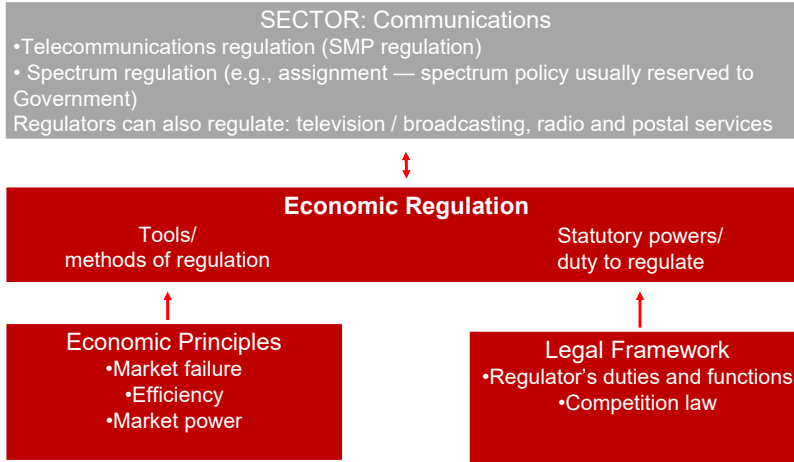 SECTOR: Communications
•Telecommunications regulation (SMP regulation)
• Spectrum regulation (e.g., assignment — spectrum policy usually reserved to
Government)
Regulators can also regulate: television / broadcasting, radio and postal services
Economic Regulation
Tools/
methods of regulation
Statutory powers/
duty to regulate
Economic Principles
•Market failure
•Efficiency
•Market power
Legal Framework
•Regulator's duties and functions
•Competition law